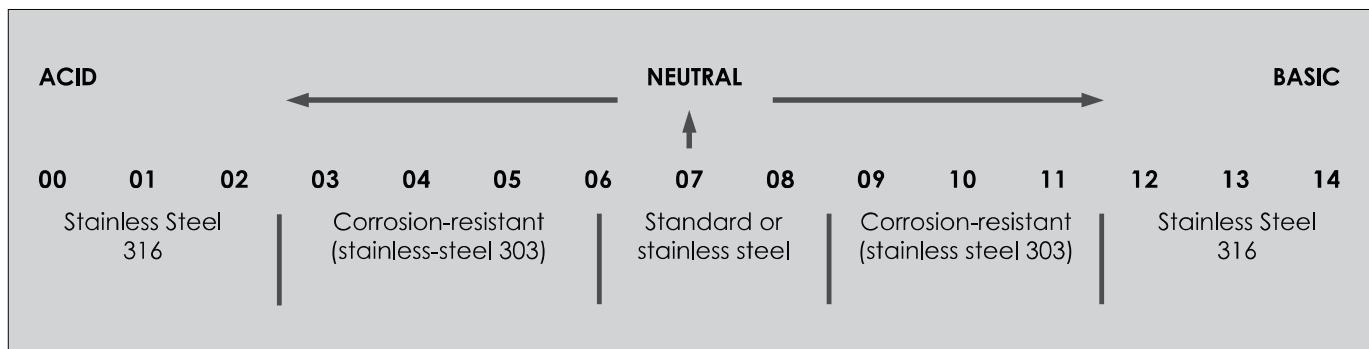 ACID NEUTRAL BASIC
00 01 02 03 04 05 06 07 08 09 10 11 12 13 14
Stainless Steel
316
Corrosion-resistant
(stainless-steel 303)
Standard or
stainless steel
Corrosion-resistant
(stainless steel 303)
Stainless Steel
316